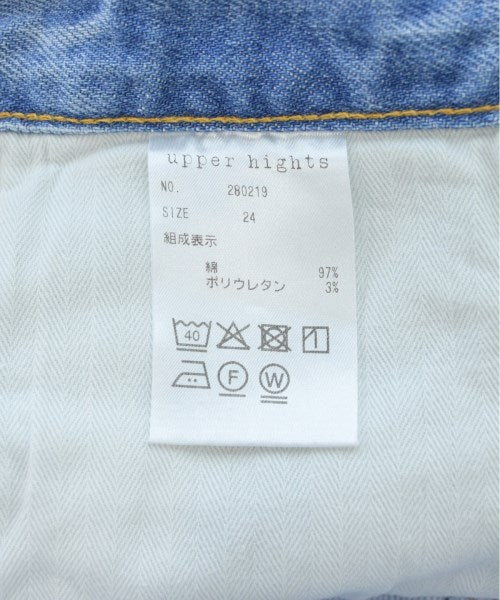 upper hights
NO. 280219
SIZE 24
組成表示
綿 97%
ポリウレタン 3%
40
F W